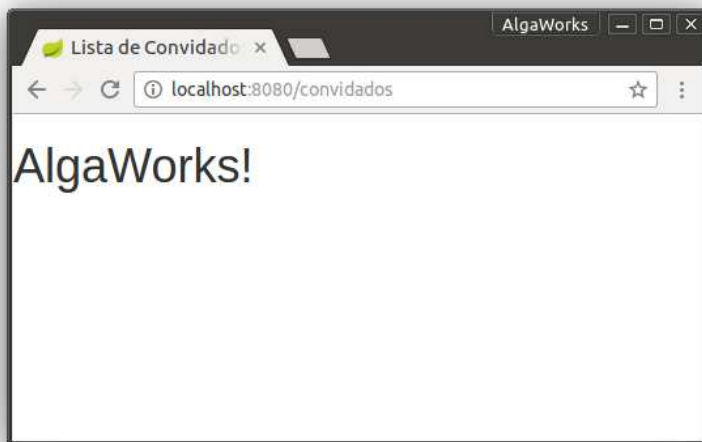 AlgaWorks
Lista de Convidado
localhost:8080/convidados
AlgaWorks!